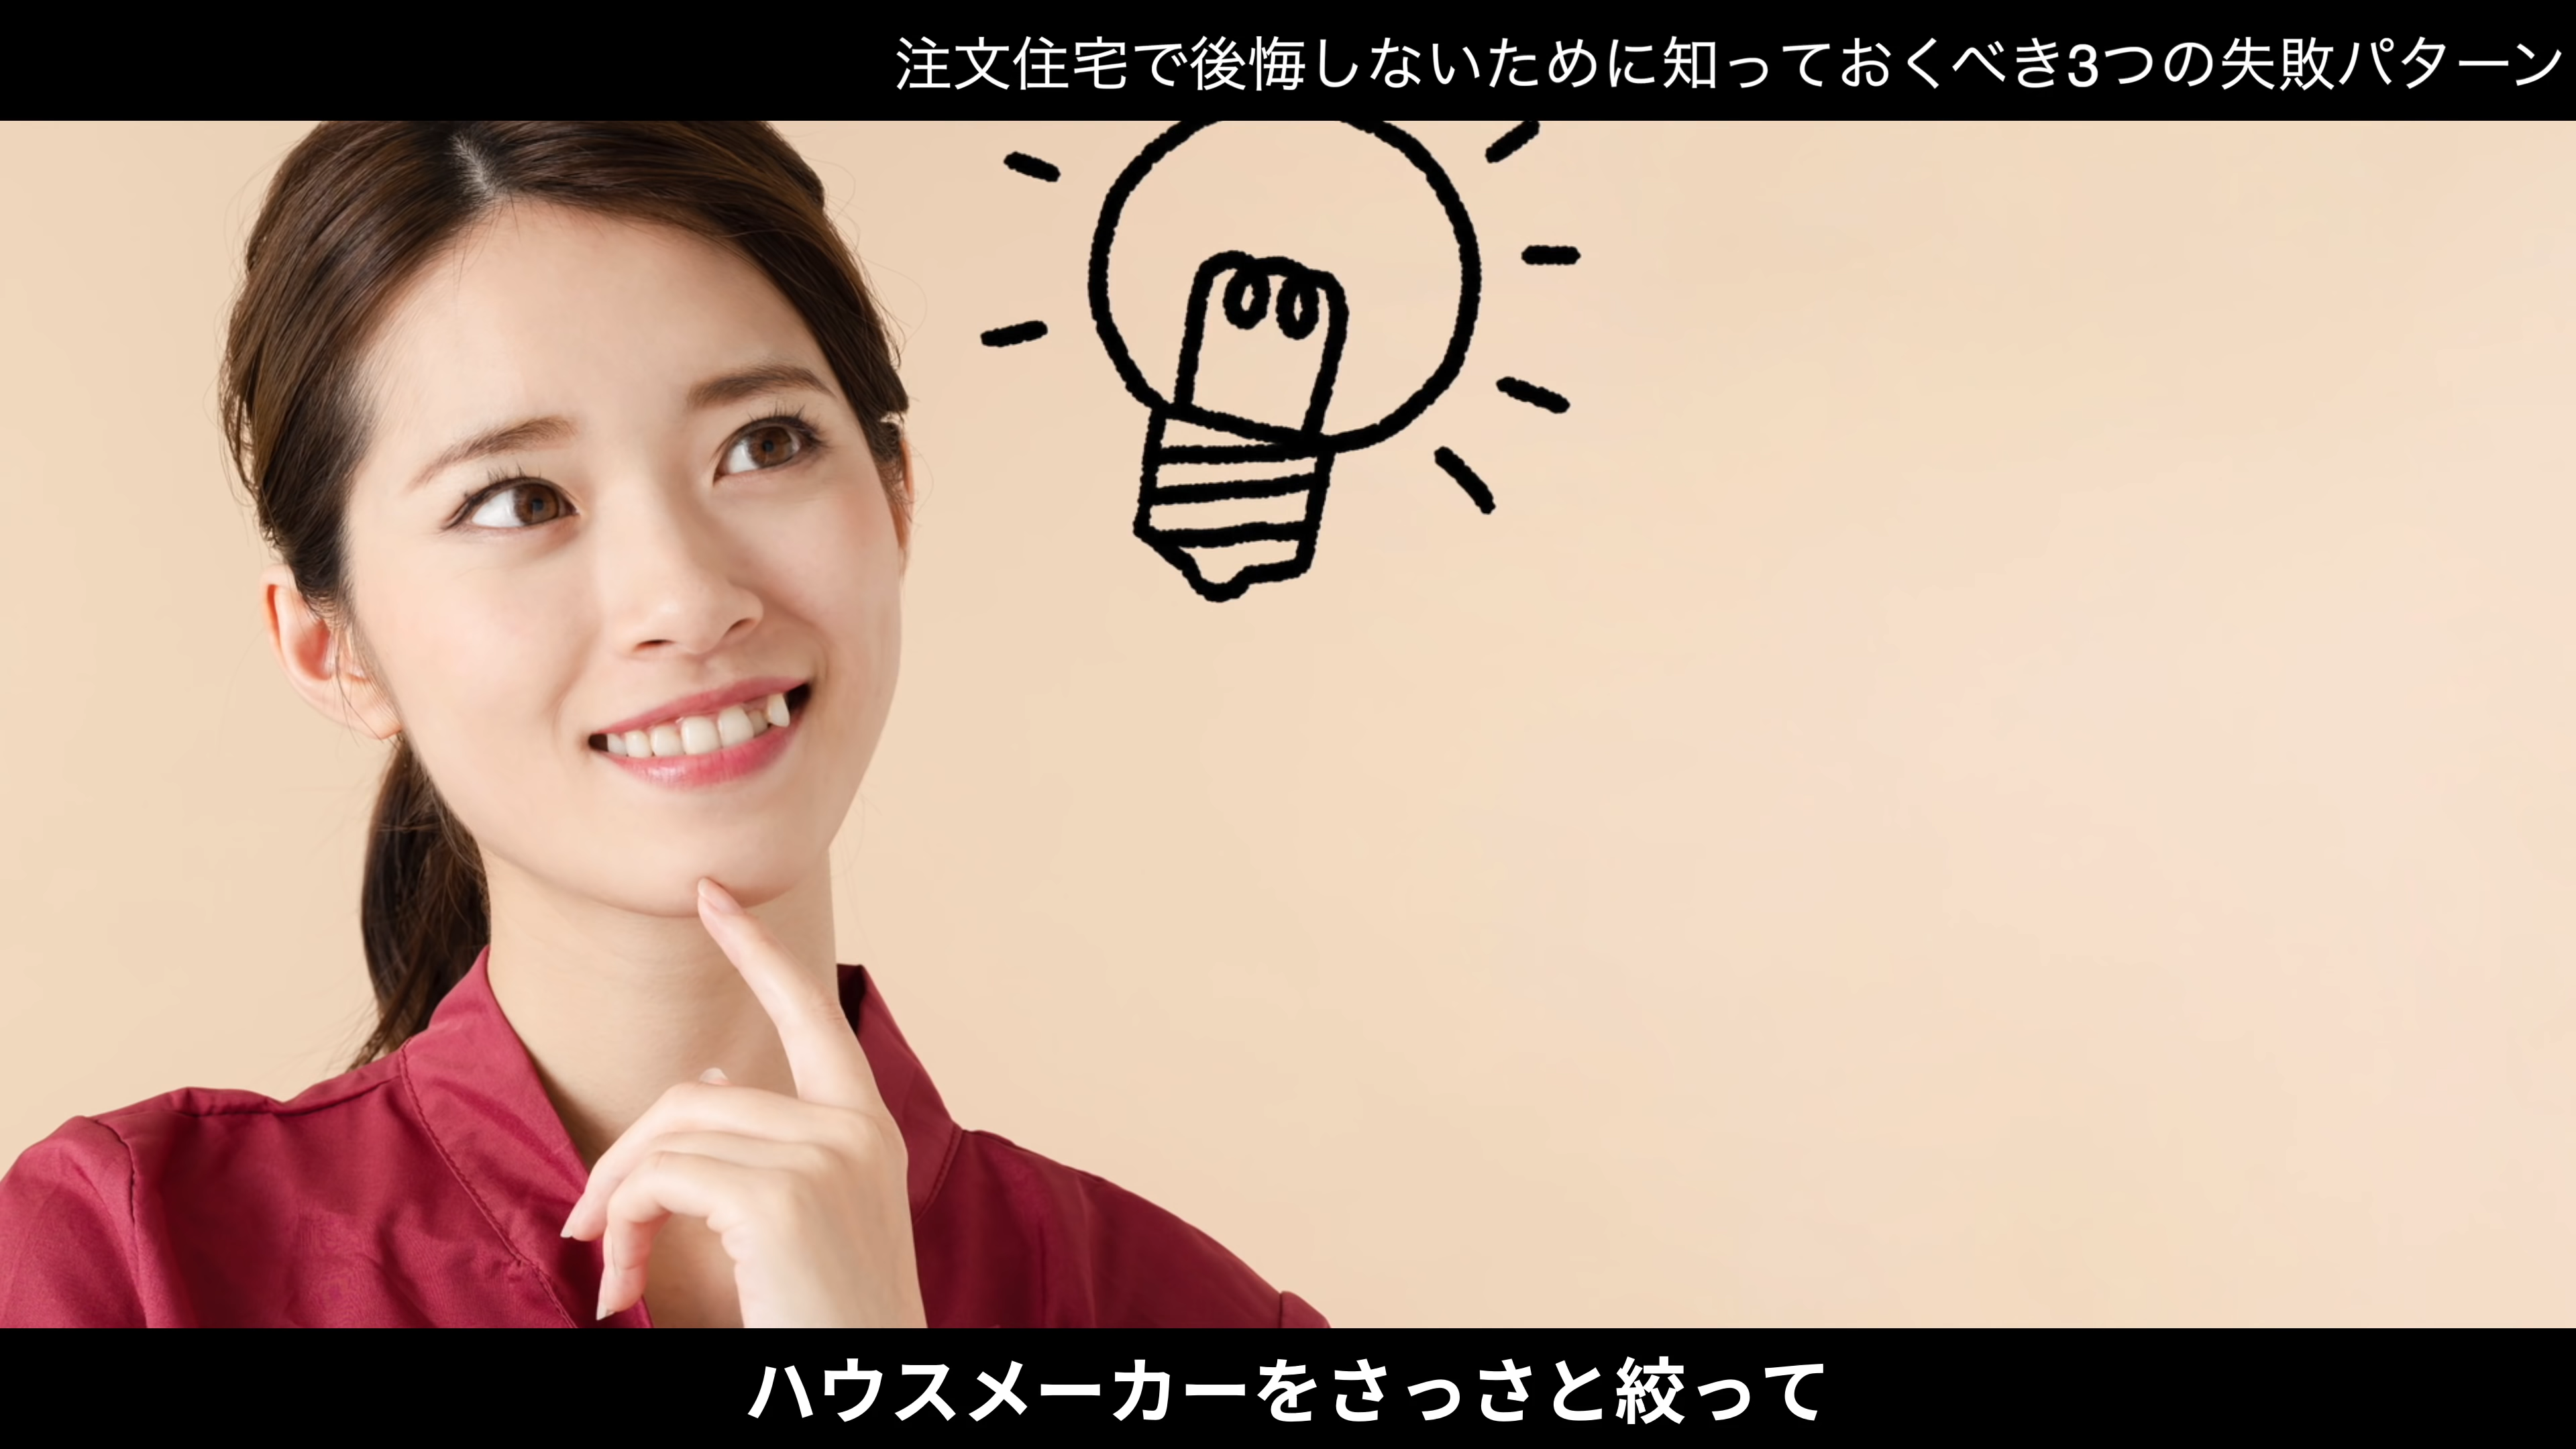 注文住宅で後悔しないために知っておくべき3つの失敗パターン
ハウスメーカーをさっさと絞って